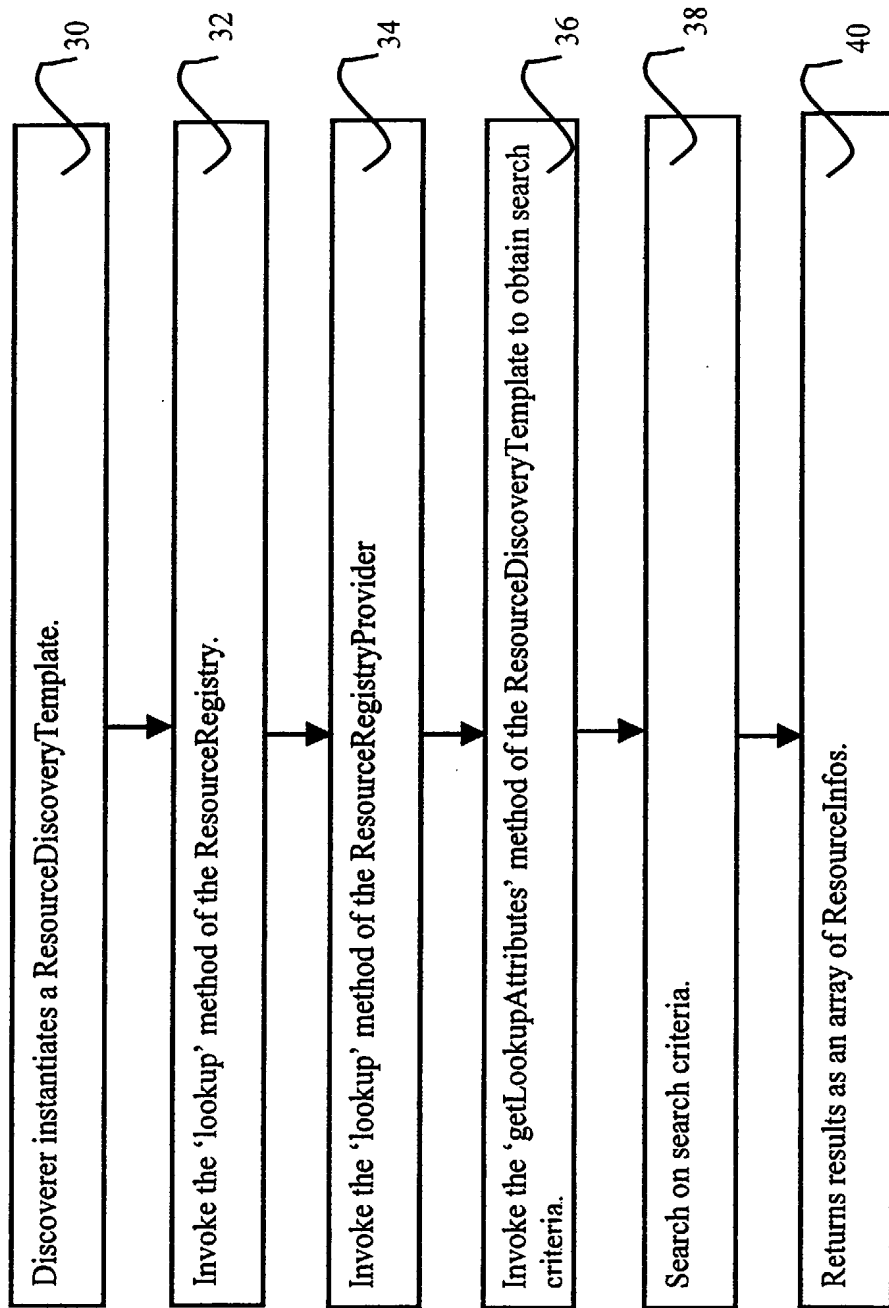 Discoverer instantiates a ResourceDiscoveryTemplate.
30
Invoke the ‘lookup’ method of the ResourceRegistry.
32
Invoke the ‘lookup’ method of the ResourceRegistryProvider
34
Invoke the ‘getLookupAttributes’ method of the ResourceDiscoveryTemplate to obtain search
criteria.
36
Search on search criteria.
38
Returns results as an array of ResourceInfos.
40